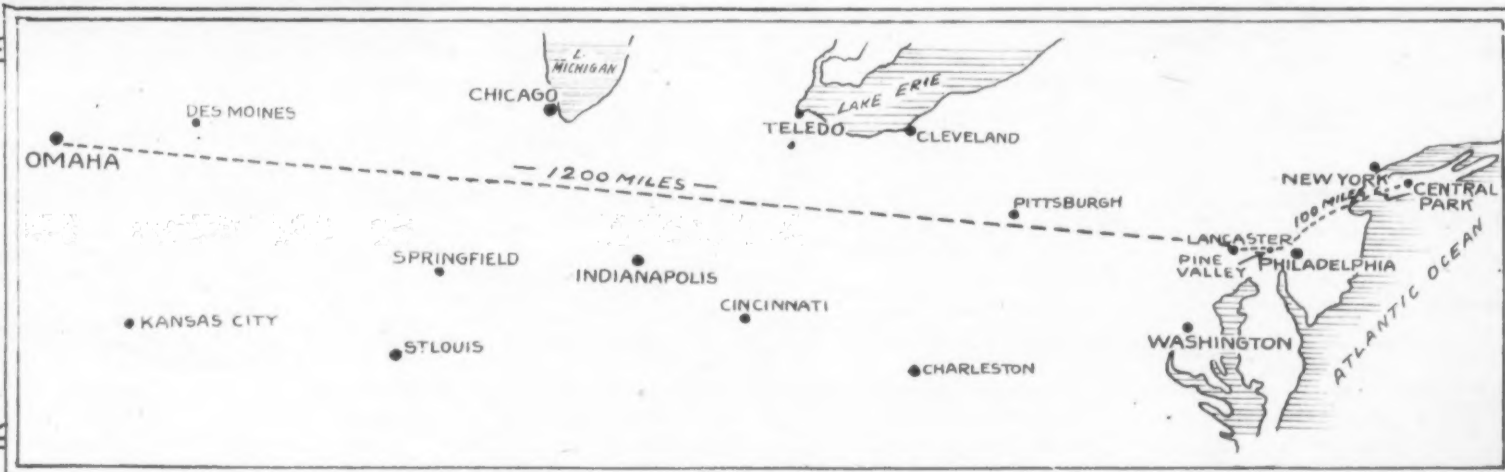 L.
MICHIGAN
CHICAGO
DES MOINES
OMAHA
LAKE ERIE
TELEDO
CLEVELAND
— 1200 MILES —
NEW YORK
CENTRAL
PARK
100 MILES
PITTSBURGH
LANCASTER
PINE
VALLEY
PHILADELPHIA
SPRINGFIELD
INDIANAPOLIS
CINCINNATI
KANSAS CITY
ST LOUIS
CHARLESTON
WASHINGTON
ATLANTIC OCEAN